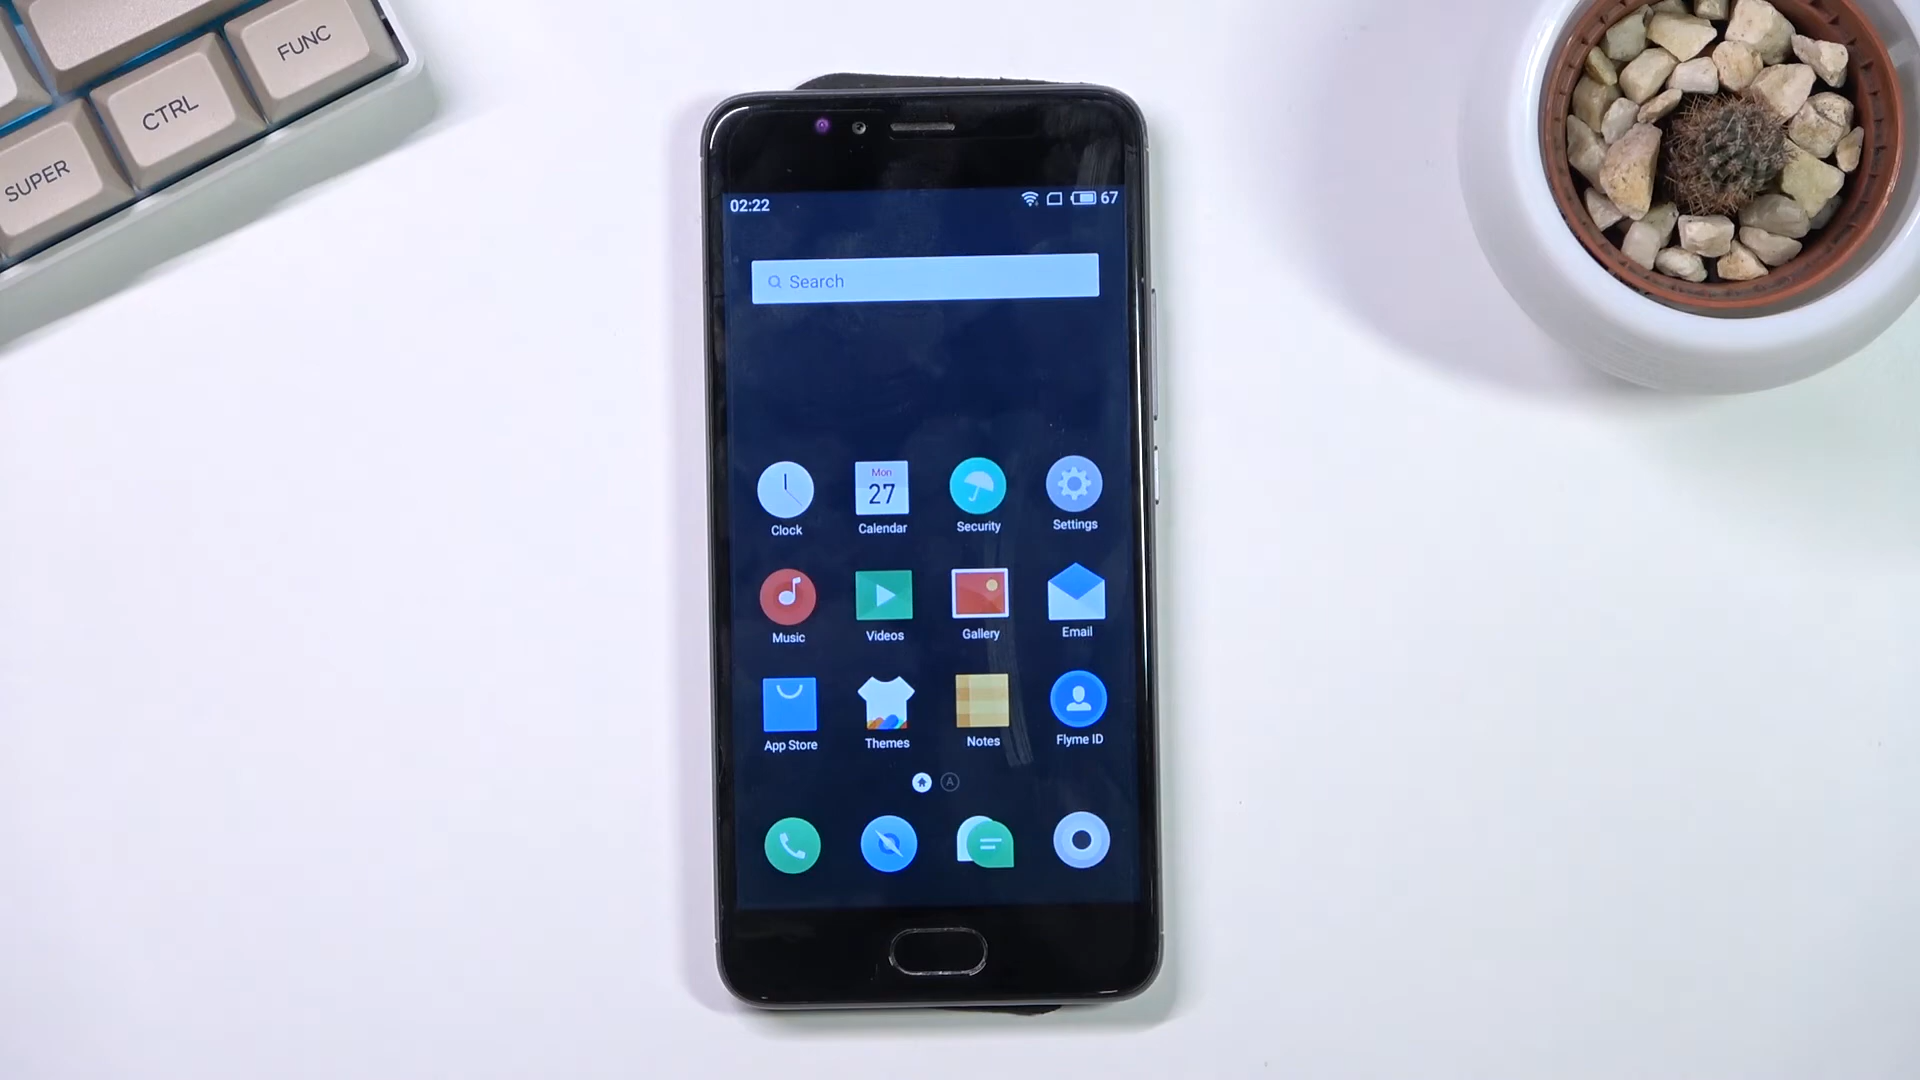 FUNC
CTRL
SUPER
02:22
67
Search
Mon
27
Clock
Calendar
Security
Settings
Music
Videos
Gallery
Email
App Store
Themes
Notes
Flyme ID
A